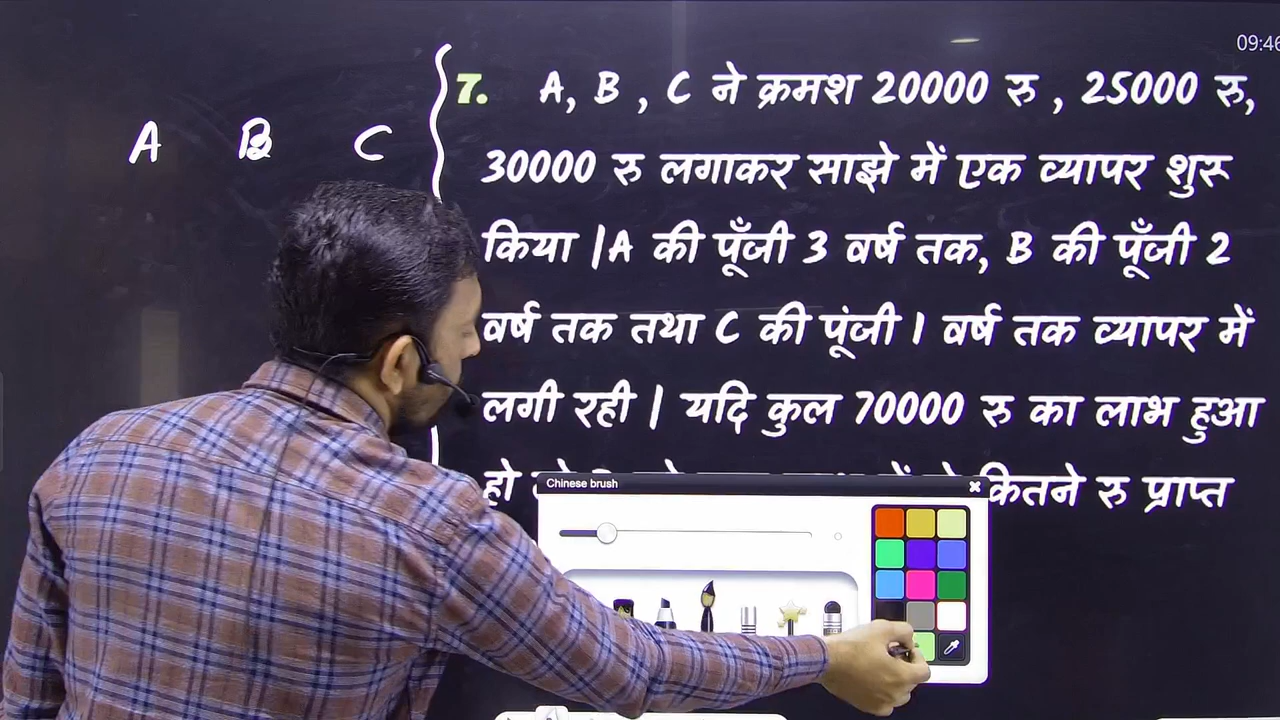 09:46
A B C
7. A, B , C ने क्रमश 20000 रु , 25000 रु,
30000 रु लगाकर साझे में एक व्यापर शुरू
किया |A की पूँजी 3 वर्ष तक, B की पूँजी 2
वर्ष तक तथा C की पूंजी 1 वर्ष तक व्यापर में
लगी रही | यदि कुल 70000 रु का लाभ हुआ
हो कितने रु प्राप्त
Chinese brush